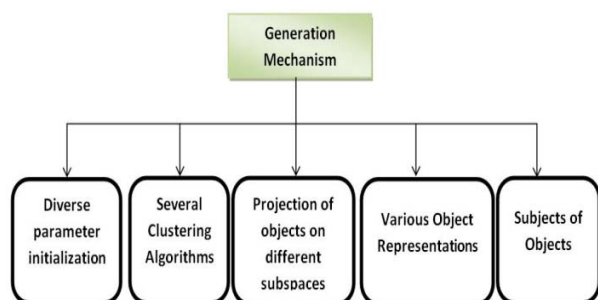 Generation
Mechanism
Diverse
parameter
initialization
Several
Clustering
Algorithms
Projection of
objects on
different
subspaces
Various Object
Representations
Subjects of
Objects